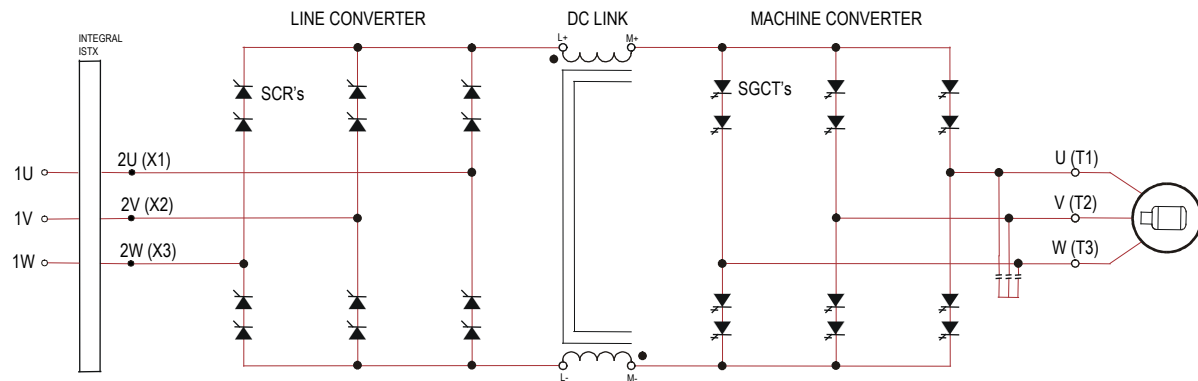 LINE CONVERTER
DC LINK
MACHINE CONVERTER
INTEGRAL
ISTX
L+
M+
SCR's
SGCT's
1U
2U (X1)
U (T1)
1V
2V (X2)
V (T2)
1W
2W (X3)
W (T3)
L-
M-